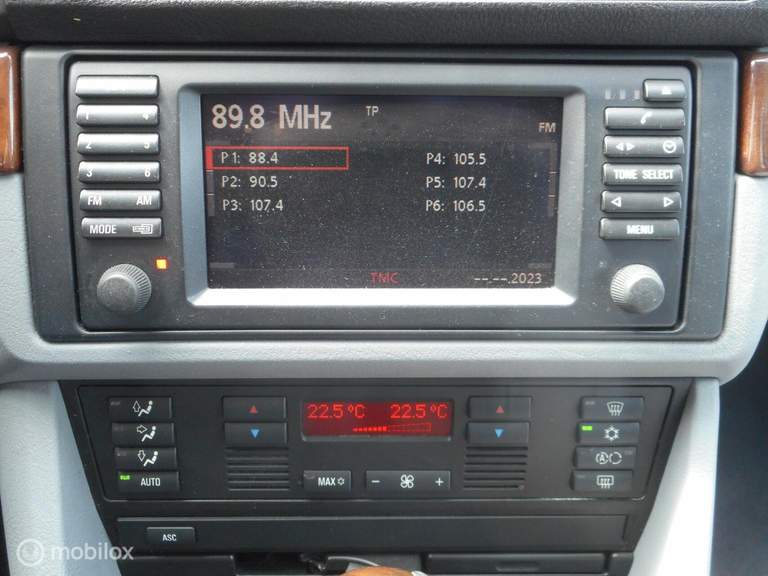 89.8 MHz
TP
FM
P1: 88.4
P4: 105.5
P2: 90.5
P5: 107.4
P3: 107.4
P6: 106.5
TMC
--.--.2023
1 4
2 5
3 6
FM AM
MODE
TONE SELECT
MENU
22.5°C 22.5°C
AUTO
MAX
- +
A
ASC
mobilox